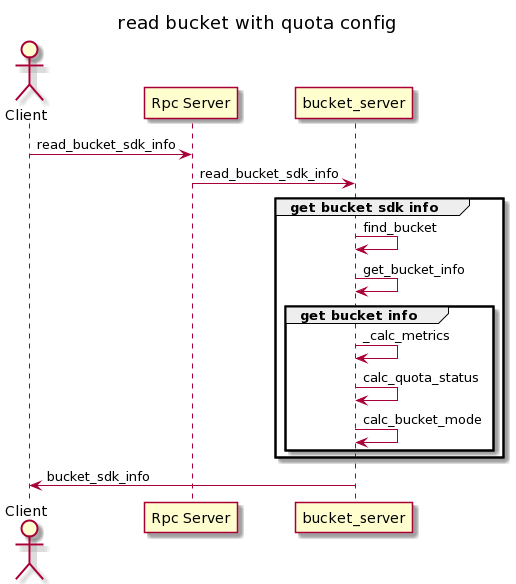 read bucket with quota config
Client
Rpc Server
bucket_server
read_bucket_sdk_info
read_bucket_sdk_info
get bucket sdk info
find_bucket
get_bucket_info
get bucket info
_calc_metrics
calc_quota_status
calc_bucket_mode
bucket_sdk_info
Client
Rpc Server
bucket_server